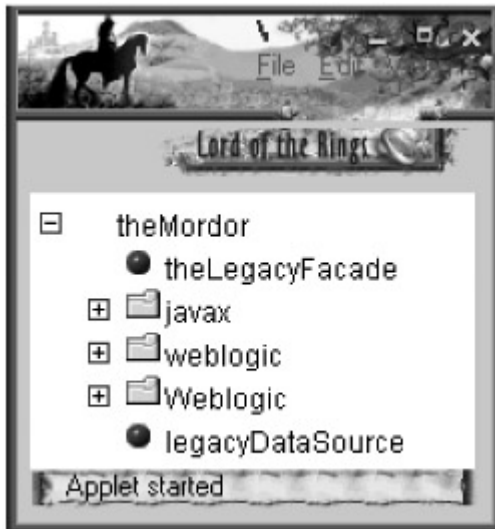 File Edi
Lord of the Rings
theMordor
theLegacyFacade
javax
weblogic
Weblogic
legacyDataSource
Applet started